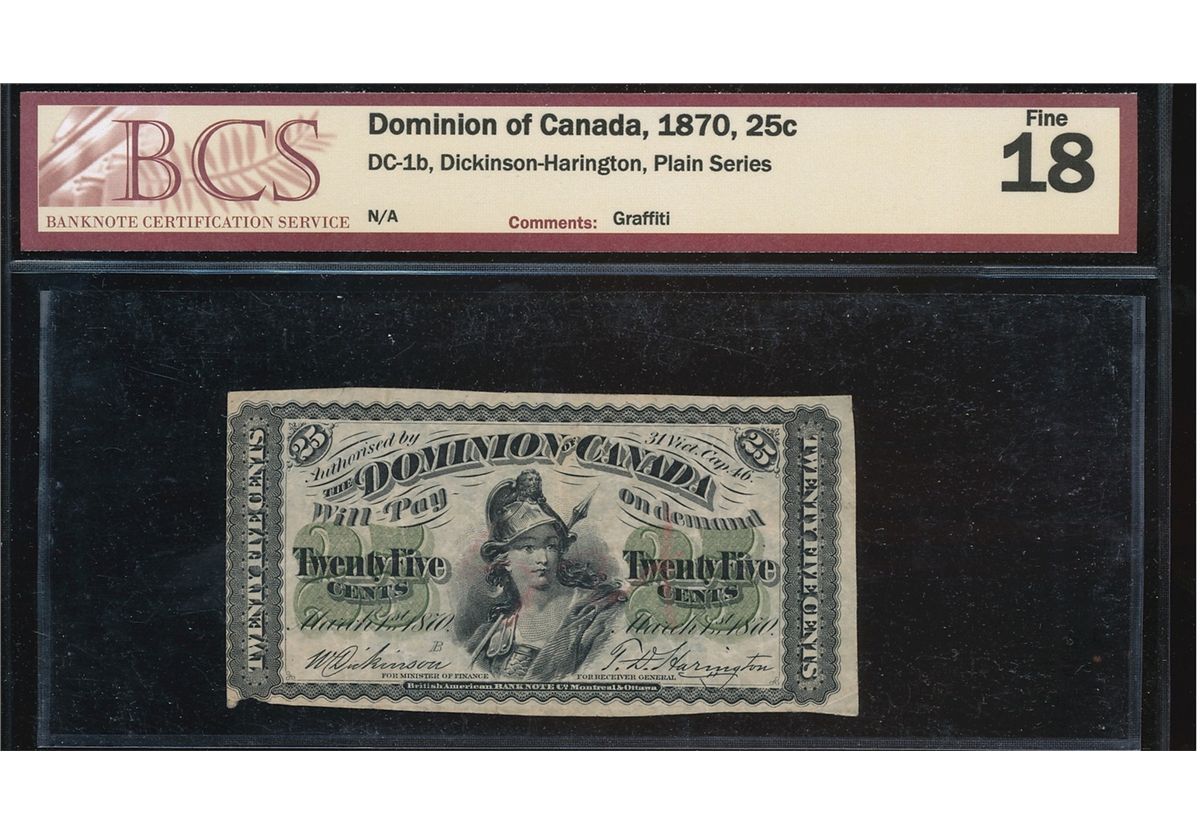 BCS
BANKNOTE CERTIFICATION SERVICE
Dominion of Canada, 1870, 25c
DC-1b, Dickinson-Harington, Plain Series
N/A
Comments: Graffiti
Fine
18
25
Authorised by
31 Vict. Cap. 46.
25
THE DOMINION OF CANADA
Will Pay
on demand
TWENTY FIVE CENTS
25
Twenty Five
CENTS
March 1st 1870.
25
Twenty Five
CENTS
March 1st 1870.
TWENTY FIVE CENTS
B
W Dickinson
T. D. Harington
FOR MINISTER OF FINANCE
FOR RECEIVER GENERAL
British American BANK NOTE Co. Montreal & Ottawa